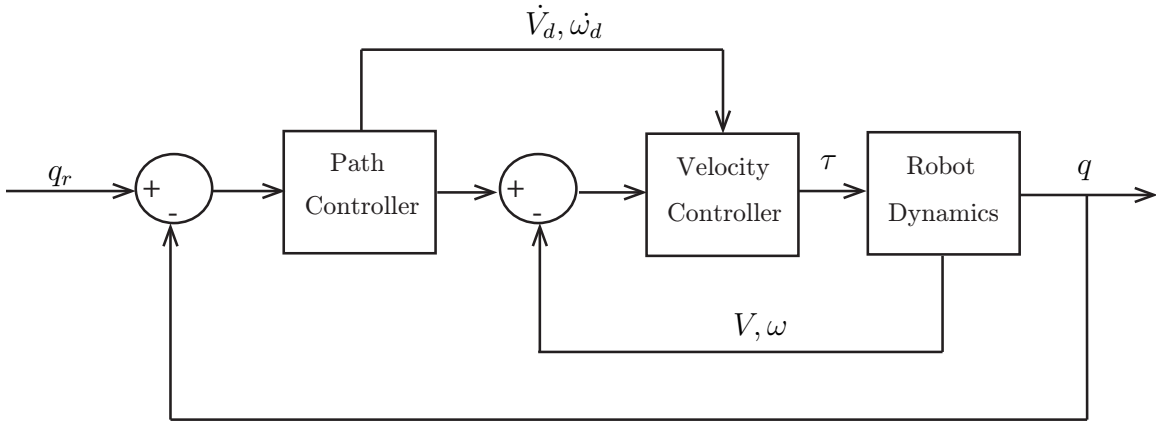 V̇_d, ω̇_d
q_r
+
-
Path
Controller
+
-
Velocity
Controller
τ
Robot
Dynamics
q
V, ω